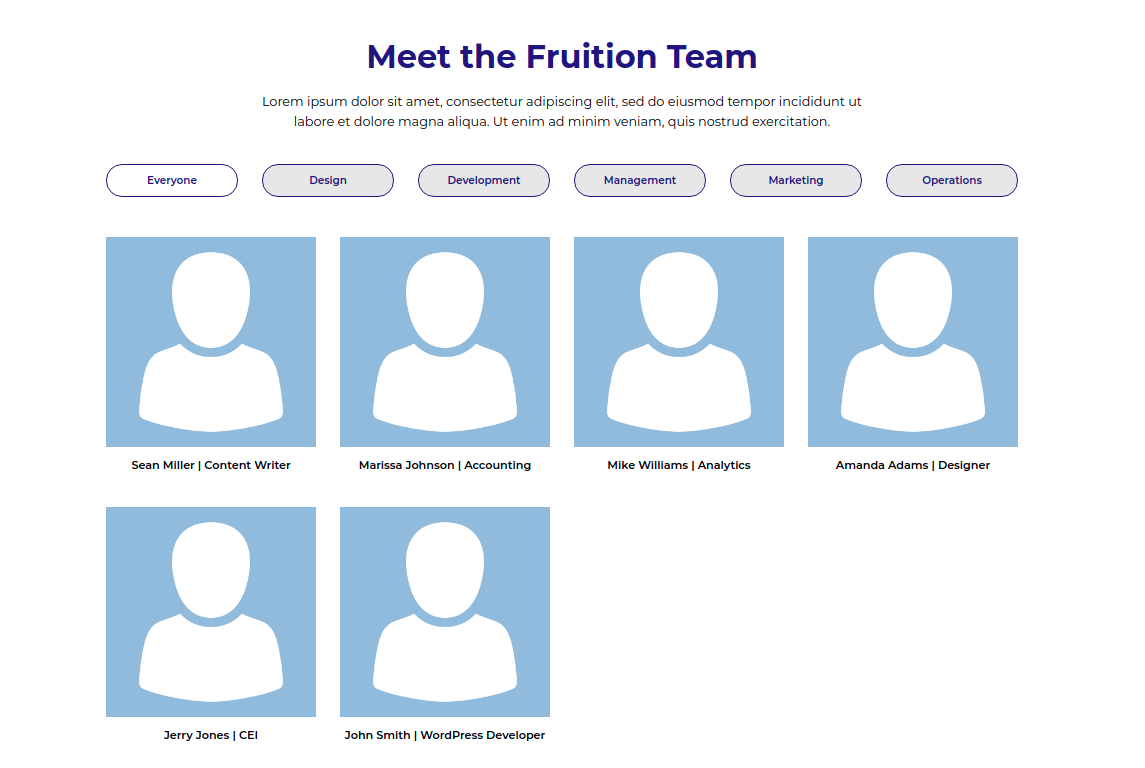 Meet the Fruition Team
Lorem ipsum dolor sit amet, consectetur adipiscing elit, sed do eiusmod tempor incididunt ut
labore et dolore magna aliqua. Ut enim ad minim veniam, quis nostrud exercitation.
Everyone
Design
Development
Management
Marketing
Operations
Sean Miller | Content Writer
Marissa Johnson | Accounting
Mike Williams | Analytics
Amanda Adams | Designer
Jerry Jones | CEI
John Smith | WordPress Developer